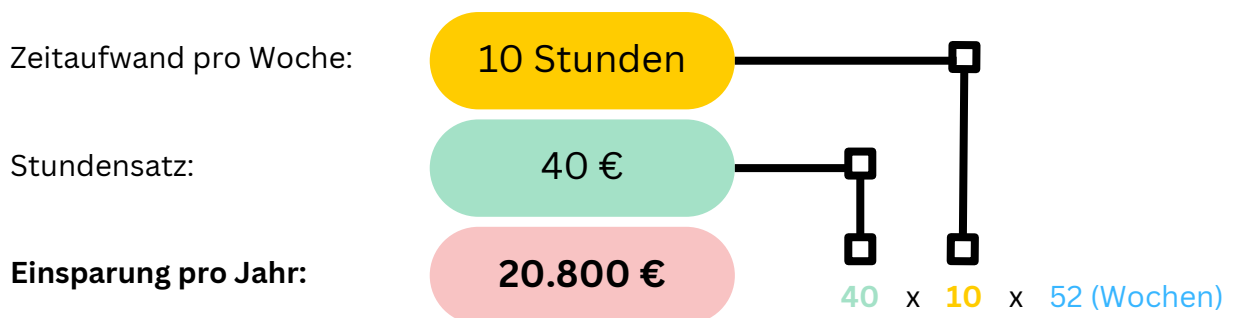 Zeitaufwand pro Woche: 10 Stunden
Stundensatz: 40 €
Einsparung pro Jahr: 20.800 €
40 x 10 x 52 (Wochen)